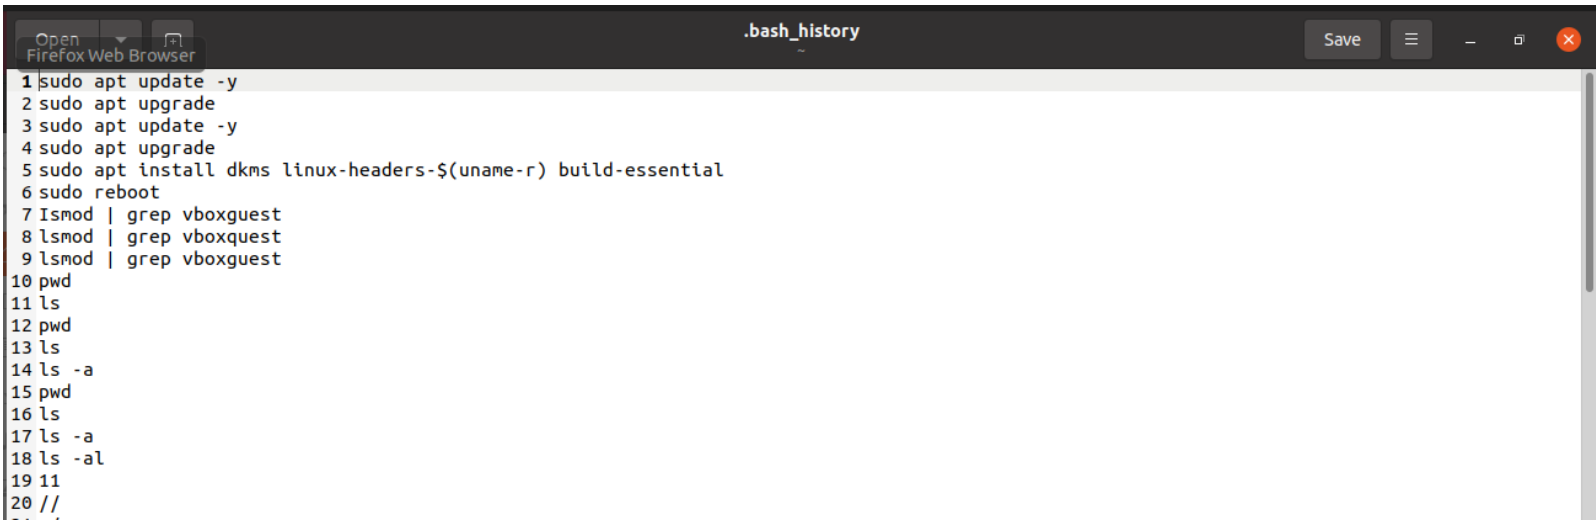 Open
.bash_history
~
Save
Firefox Web Browser
1 sudo apt update -y
2 sudo apt upgrade
3 sudo apt update -y
4 sudo apt upgrade
5 sudo apt install dkms linux-headers-$(uname-r) build-essential
6 sudo reboot
7 Ismod | grep vboxguest
8 lsmod | grep vboxquest
9 lsmod | grep vboxguest
10 pwd
11 ls
12 pwd
13 ls
14 ls -a
15 pwd
16 ls
17 ls -a
18 ls -al
19 11
20 //